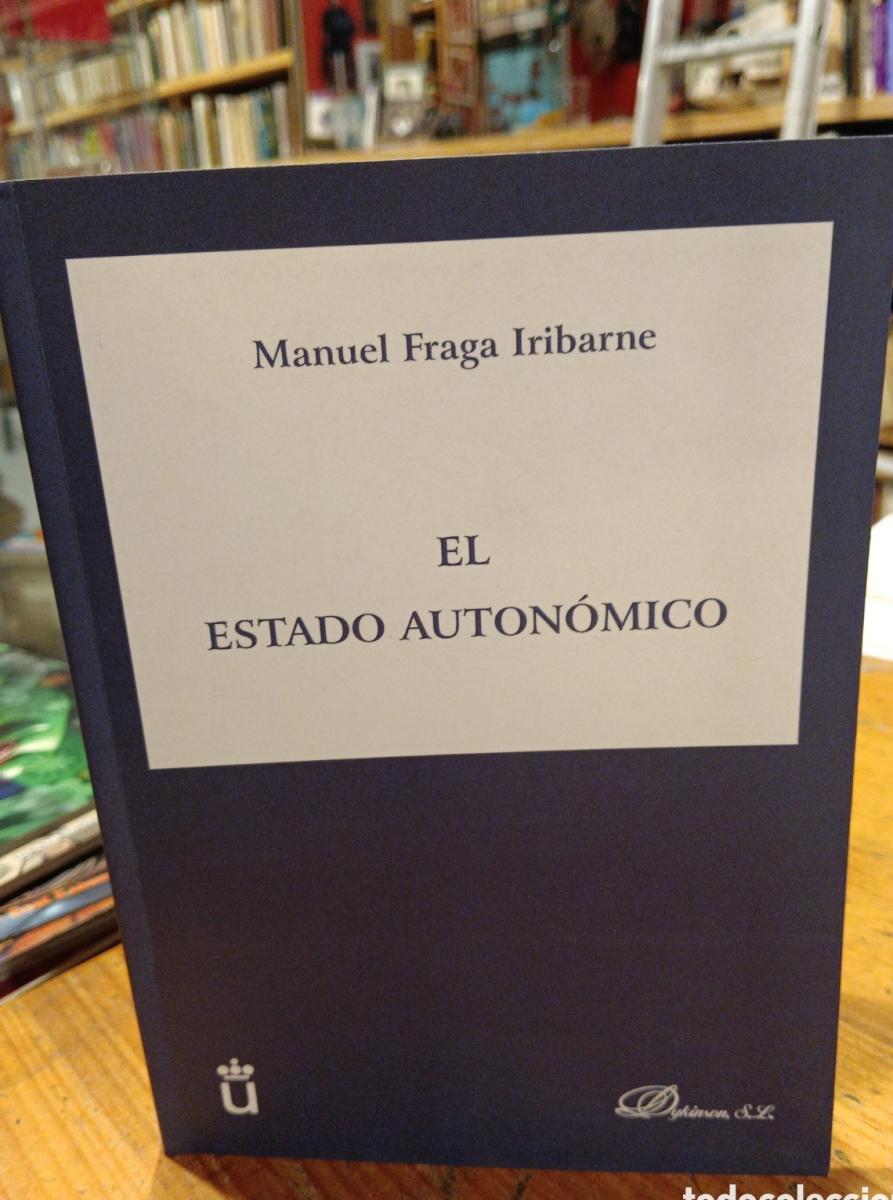 Manuel Fraga Iribarne
EL
ESTADO AUTONÓMICO
u
Dykinson, S.L.